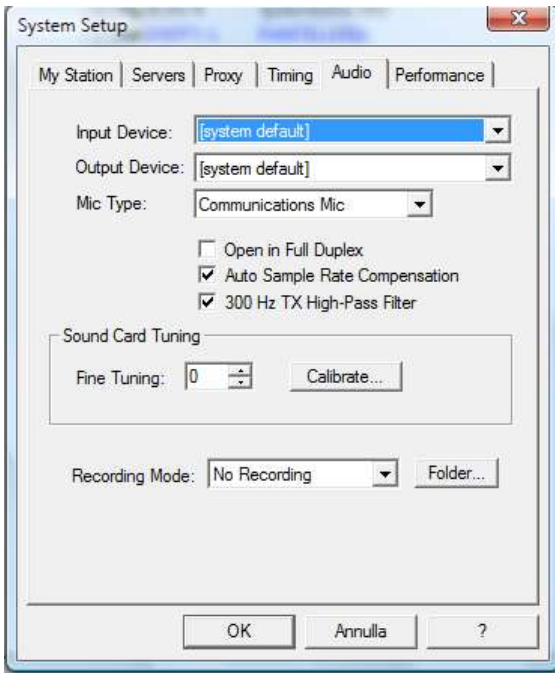 System Setup
My Station Servers Proxy Timing Audio Performance
Input Device: [system default]
Output Device: [system default]
Mic Type: Communications Mic
Open in Full Duplex
Auto Sample Rate Compensation
300 Hz TX High-Pass Filter
Sound Card Tuning
Fine Tuning: 0 Calibrate...
Recording Mode: No Recording Folder...
OK Annulla ?